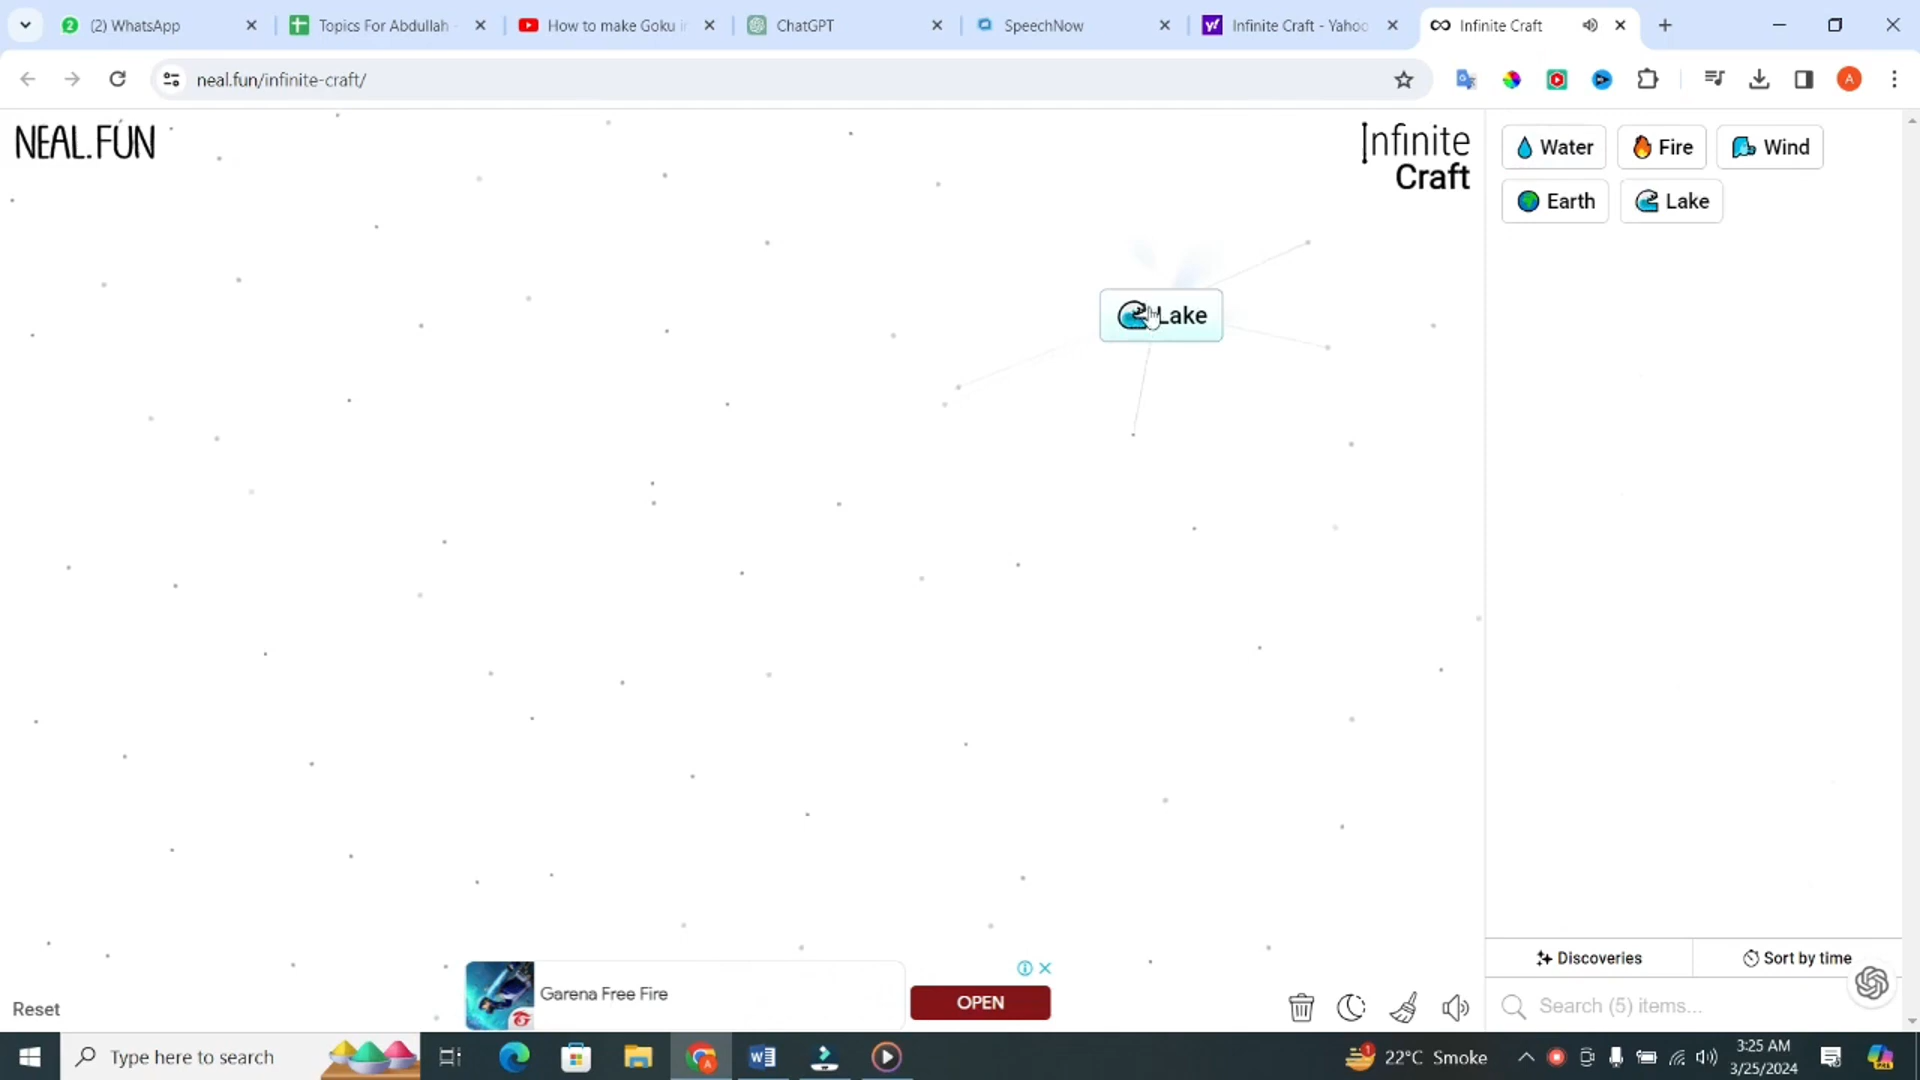 (2) WhatsApp
Topics For Abdullah -
How to make Goku i
ChatGPT
SpeechNow
Infinite Craft - Yahoo
Infinite Craft
neal.fun/infinite-craft/
A
NEAL.FUN
Infinite
Craft
Water
Fire
Wind
Earth
Lake
Lake
Discoveries
Sort by time
Garena Free Fire
OPEN
Reset
Search (5) items...
Type here to search
22°C Smoke
3:25 AM
3/25/2024